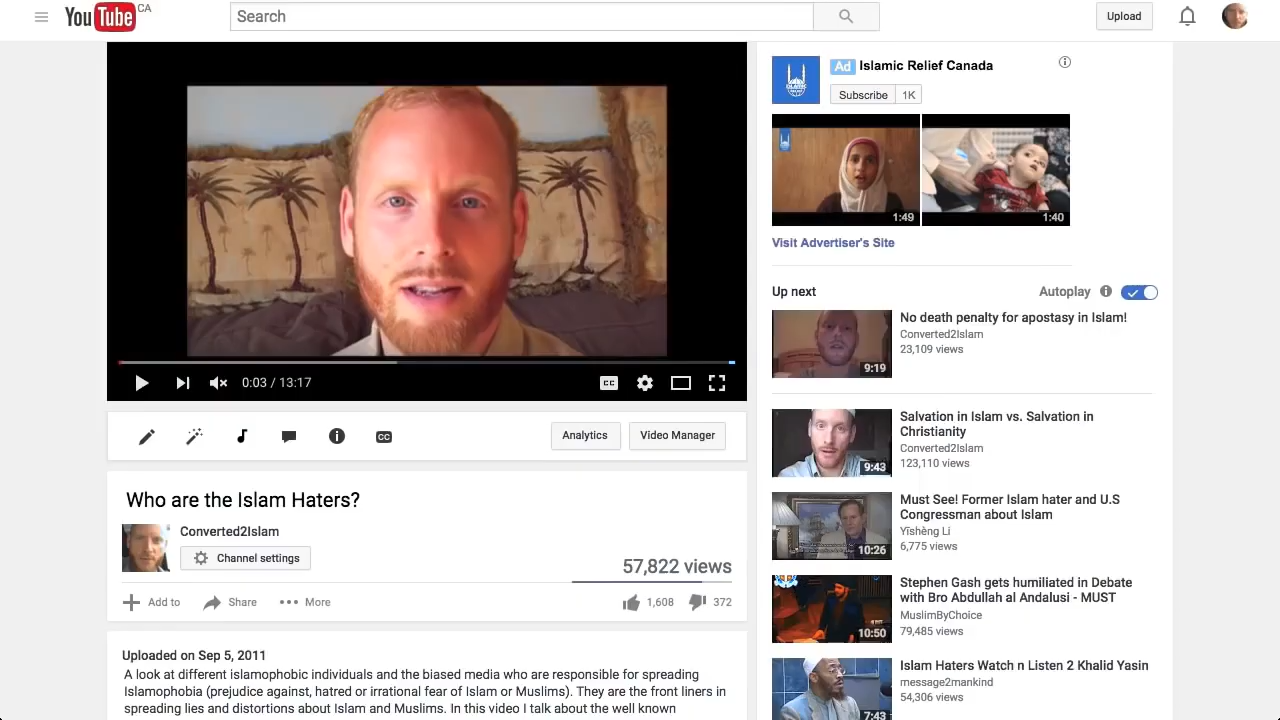 YouTube CA
Search
Upload
Ad Islamic Relief Canada
Subscribe 1K
1:49
1:40
Visit Advertiser's Site
Up next
Autoplay
No death penalty for apostasy in Islam!
Converted2Islam
23,109 views
9:19
0:03 / 13:17
CC
CC
Analytics
Video Manager
Salvation in Islam vs. Salvation in
Christianity
Converted2Islam
123,110 views
9:43
Who are the Islam Haters?
Converted2Islam
Channel settings
57,822 views
Add to
Share
More
1,608
372
Must See! Former Islam hater and U.S
Congressman about Islam
Yīshèng Li
6,775 views
10:26
Stephen Gash gets humiliated in Debate
with Bro Abdullah al Andalusi - MUST
MuslimByChoice
79,485 views
10:50
Uploaded on Sep 5, 2011
A look at different islamophobic individuals and the biased media who are responsible for spreading
Islamophobia (prejudice against, hatred or irrational fear of Islam or Muslims). They are the front liners in
spreading lies and distortions about Islam and Muslims. In this video I talk about the well known
Islam Haters Watch n Listen 2 Khalid Yasin
message2mankind
54,306 views
7:43